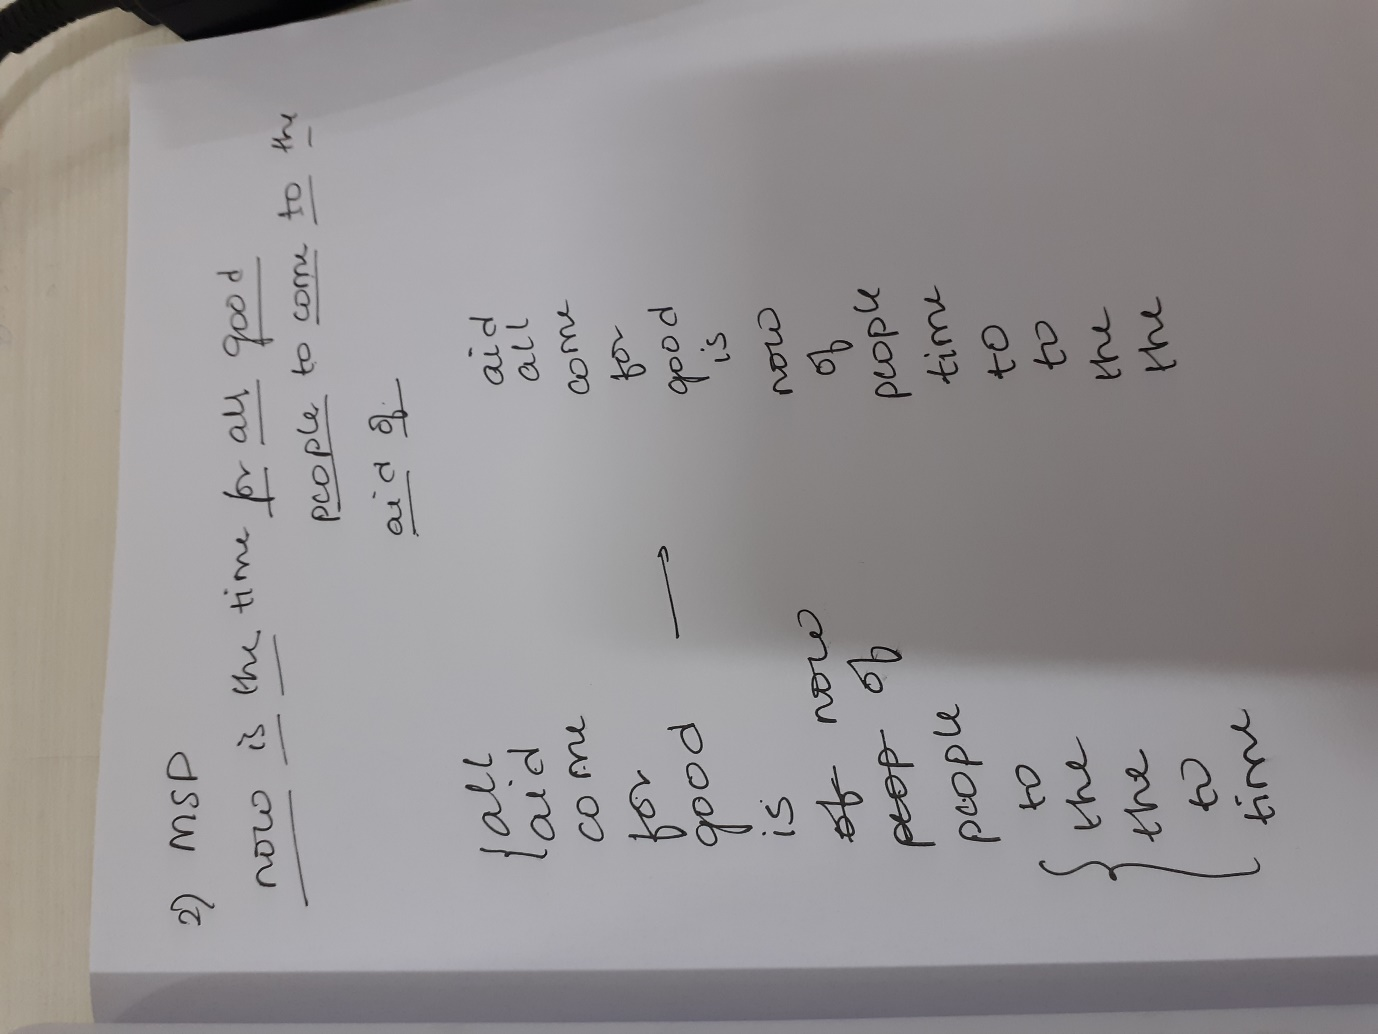 2) MSD
now is the time for all good
people to come to the
aid of
all
aid
come
for
good
is
of now
peop of
people
to
the
the
to
time
→
aid
all
come
for
good
is
now
of
people
time
to
to
the
the